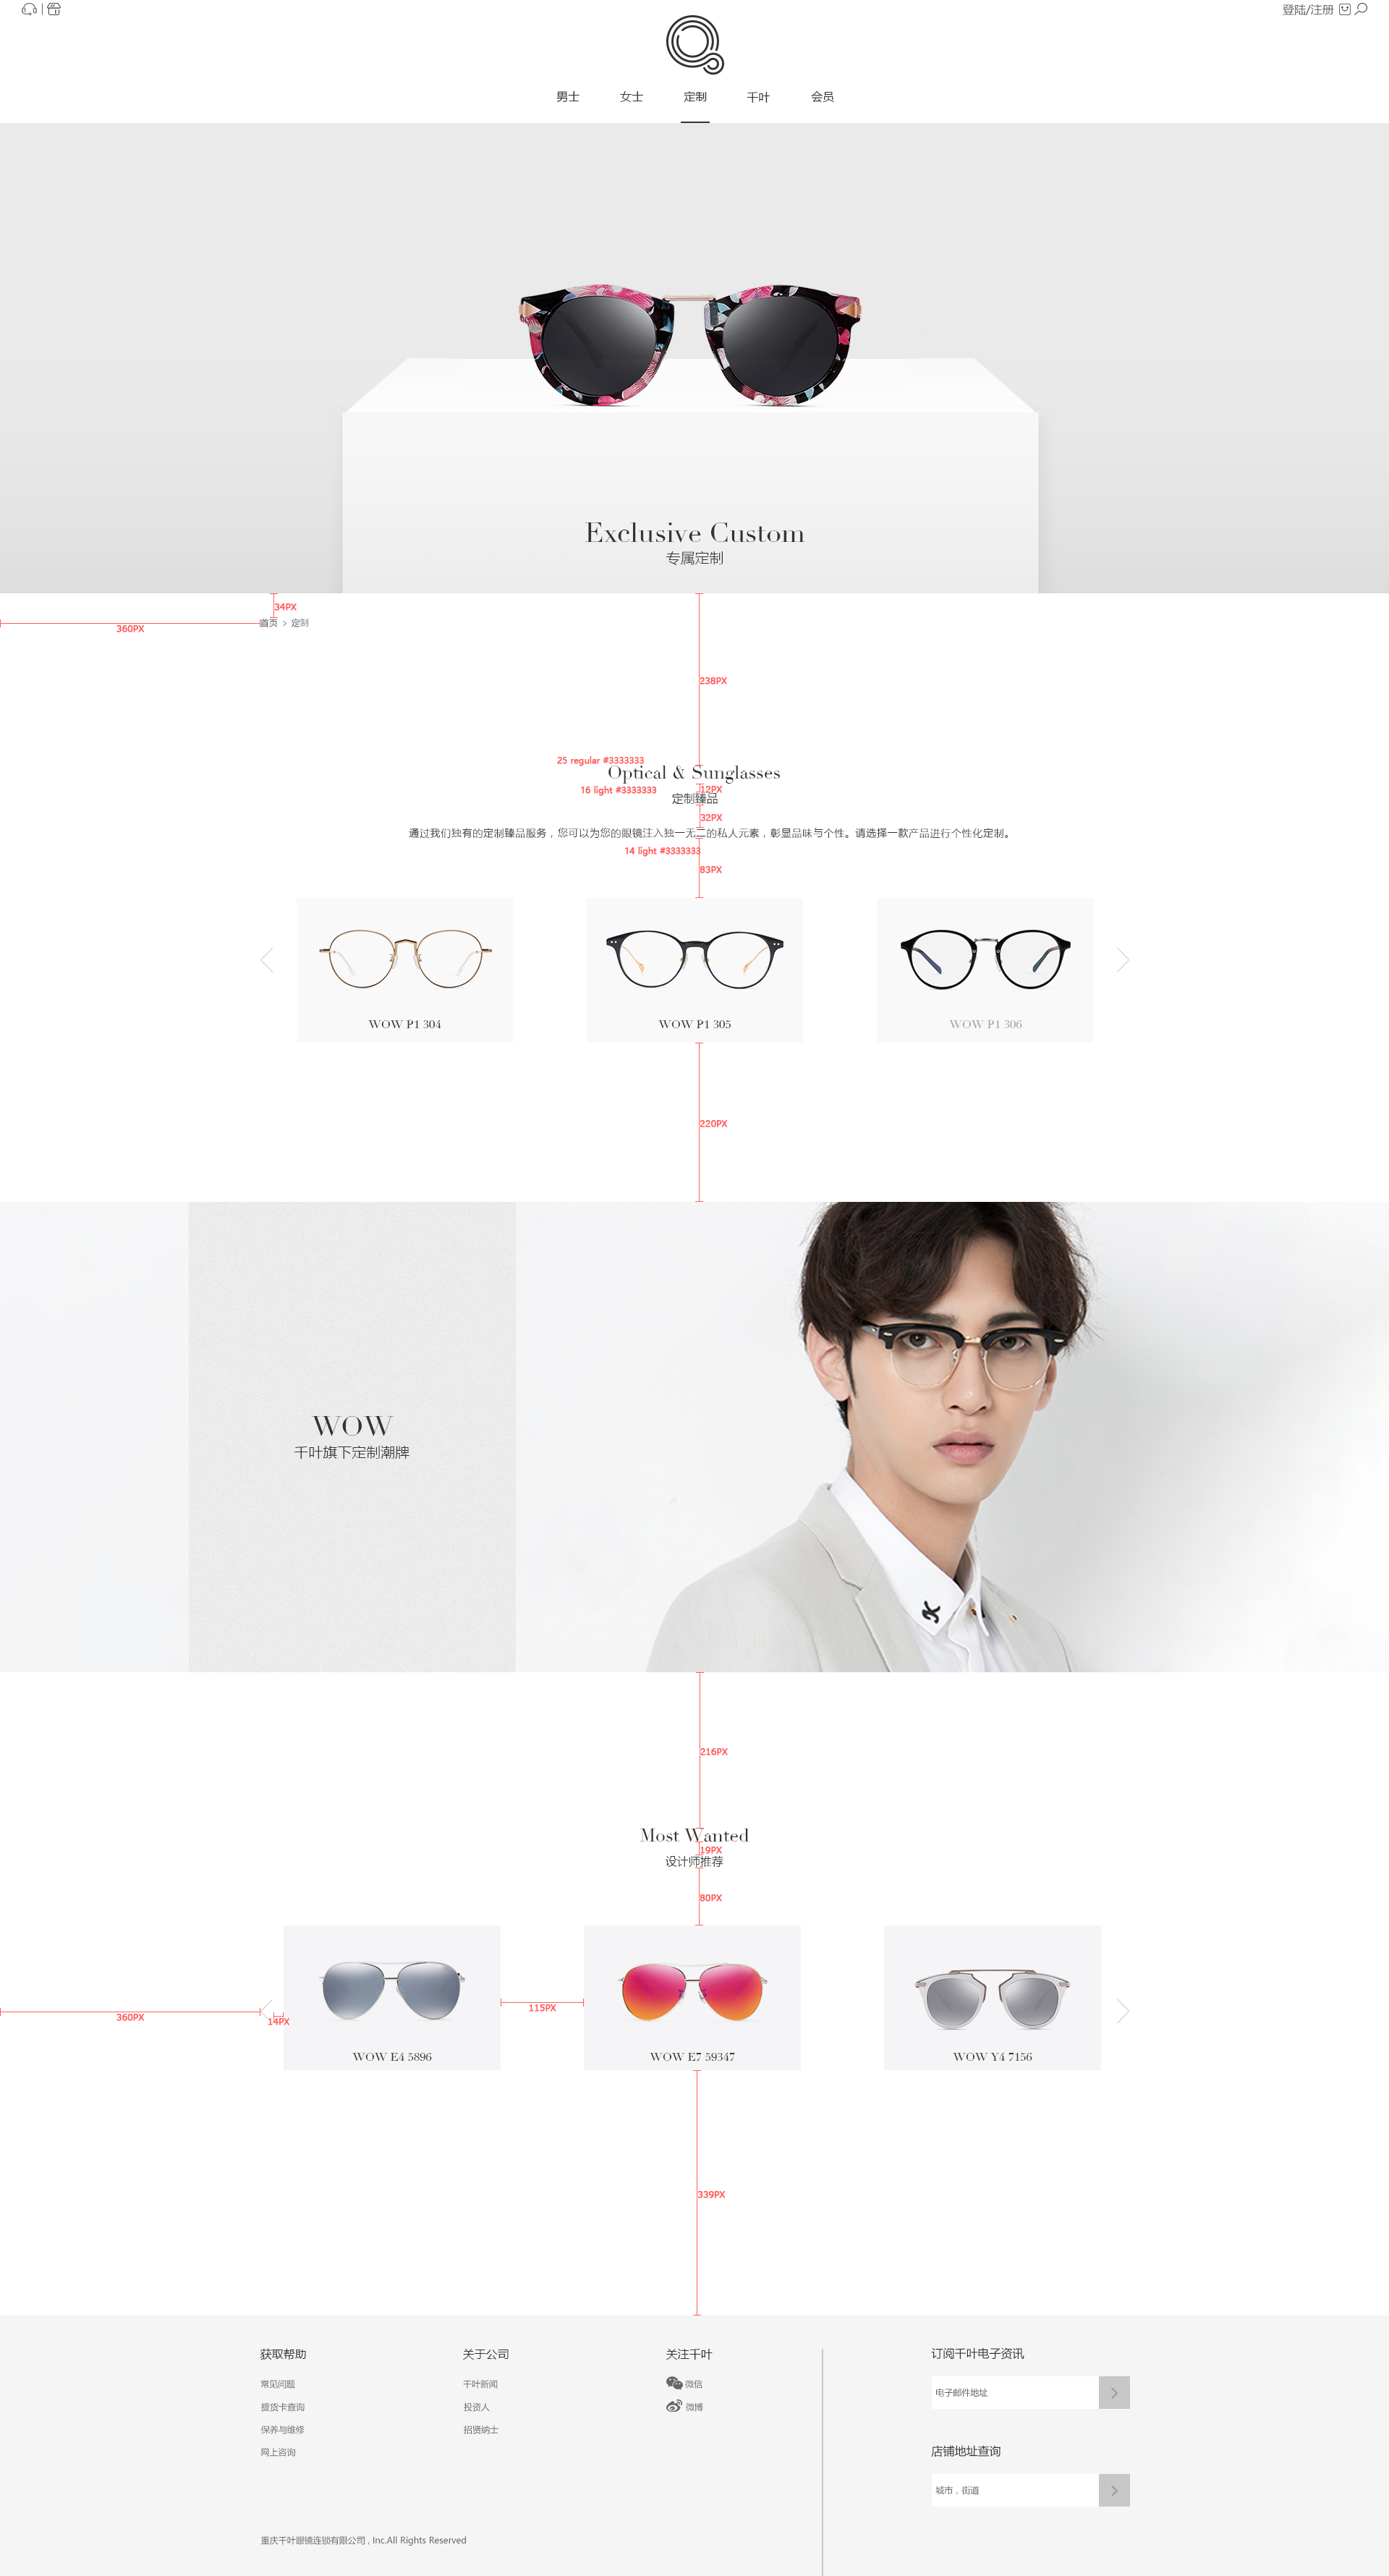 登陆/注册
男士 女士 定制 千叶 会员
Exclusive Custom
专属定制
34PX
360PX
首页 > 定制
238PX
25 regular #3333333
Optical & Sunglasses
16 light #3333333
12PX
定制臻品
32PX
通过我们独有的定制臻品服务，您可以为您的眼镜注入独一无二的私人元素，彰显品味与个性。请选择一款产品进行个性化定制。
14 light #3333333
83PX
WOW P1 304
WOW P1 305
WOW P1 306
220PX
WOW
千叶旗下定制潮牌
216PX
Most Wanted
19PX
设计师推荐
80PX
360PX
14PX
115PX
WOW E4 5896
WOW E7 59347
WOW Y4 7156
339PX
获取帮助
常见问题
提货卡查询
保养与维修
网上咨询
关于公司
千叶新闻
投资人
招贤纳士
关注千叶
微信
微博
订阅千叶电子资讯
电子邮件地址
店铺地址查询
城市，街道
重庆千叶眼镜连锁有限公司 , Inc.All Rights Reserved